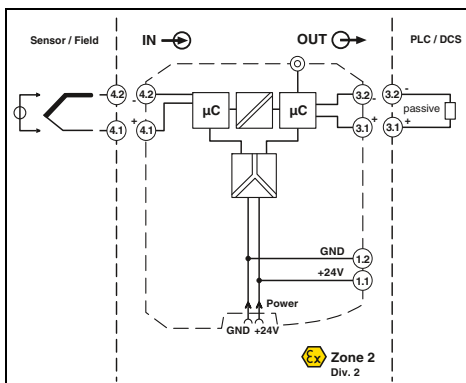 Sensor / Field
IN
OUT
PLC / DCS
4.2
-
4.2
-
3.2
-
3.2
-
µC
µC
passive
4.1
+
4.1
3.1
+
3.1
+
GND
1.2
+24V
1.1
Power
GND +24V
Ex
Zone 2
Div. 2